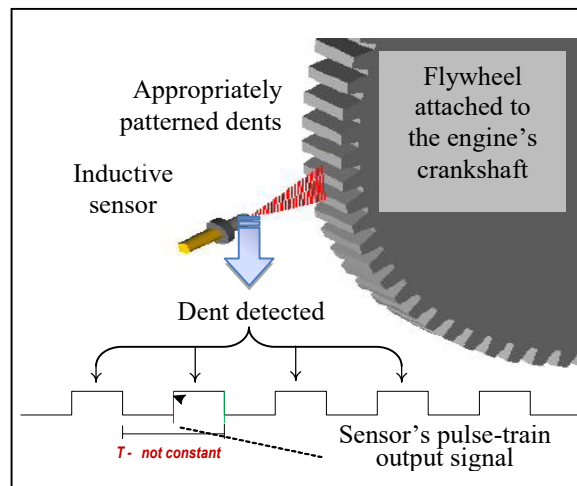 Appropriately
patterned dents
Flywheel
attached to
the engine's
crankshaft
Inductive
sensor
Dent detected
T - not constant
Sensor's pulse-train
output signal